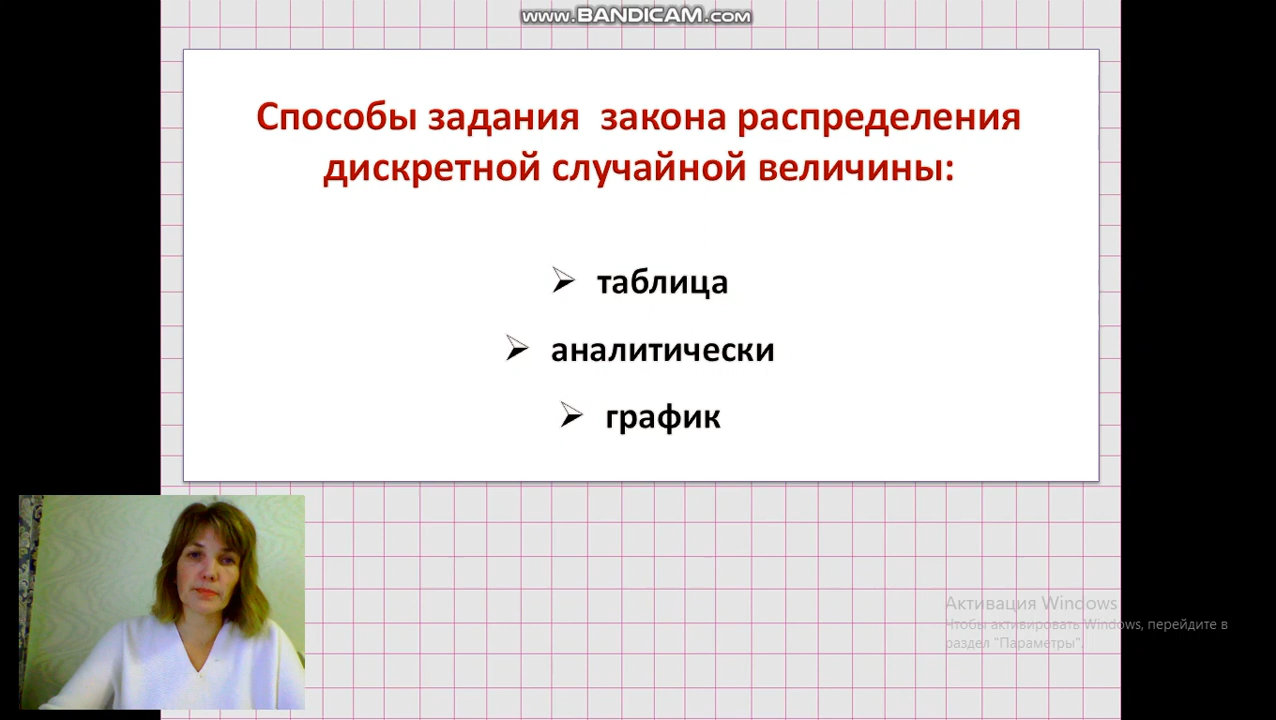 www.BANDICAM.com
Способы задания закона распределения
дискретной случайной величины:
таблица
аналитически
график
Активация Windows
Чтобы активировать Windows, перейдите в
раздел "Параметры".